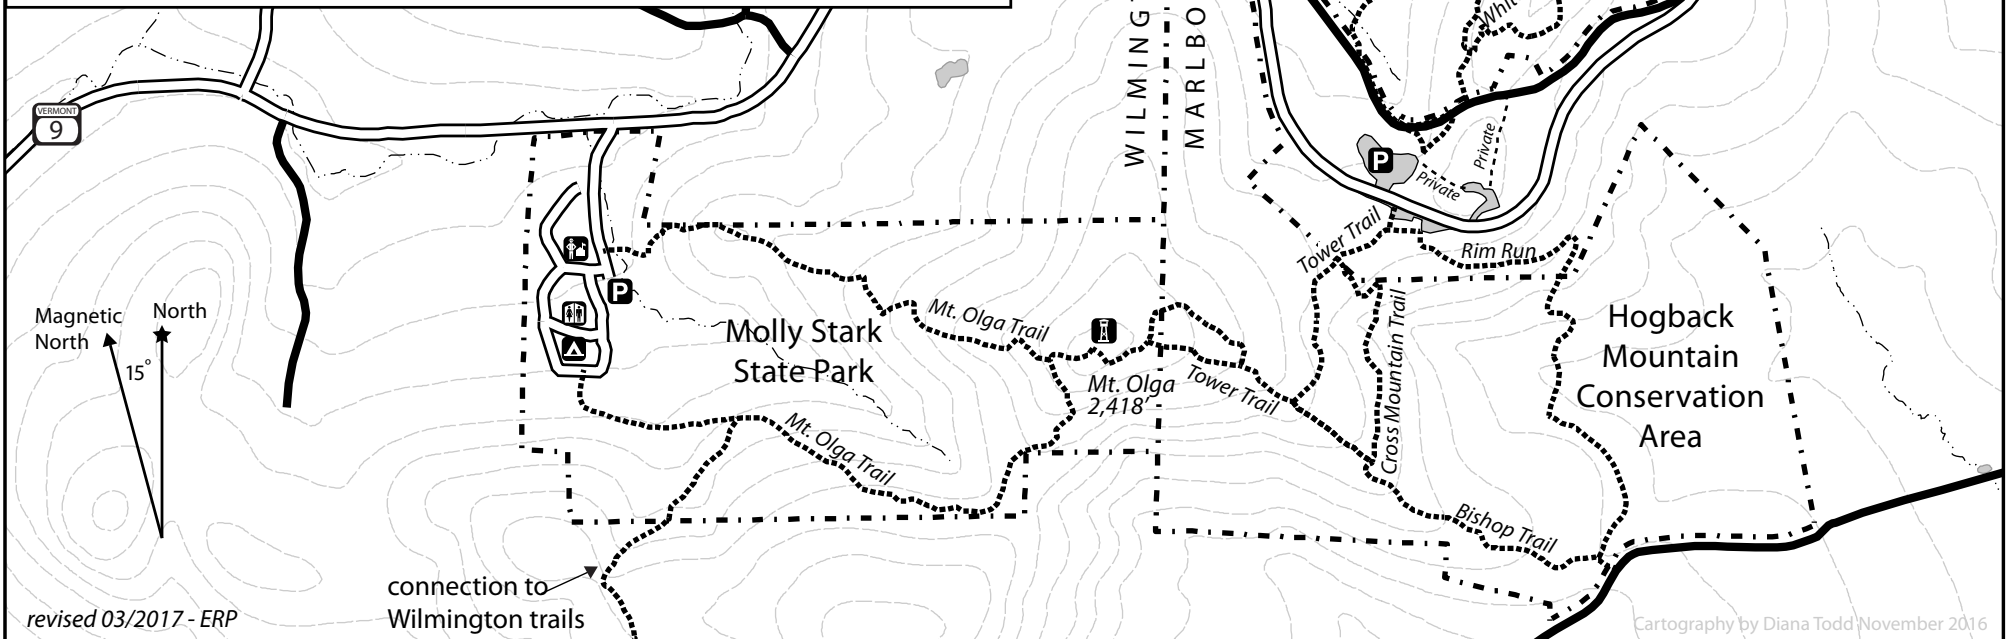 WILMING
MARLBO
Whit
VERMONT
9
P
Private
Private
Tower Trail
Rim Run
P
Magnetic
North
North
15°
Molly Stark
State Park
Mt. Olga Trail
Mt. Olga
2,418'
Tower Trail
Cross Mountain Trail
Hogback
Mountain
Conservation
Area
Mt. Olga Trail
Bishop Trail
connection to
Wilmington trails
revised 03/2017 - ERP
Cartography by Diana Todd November 2016